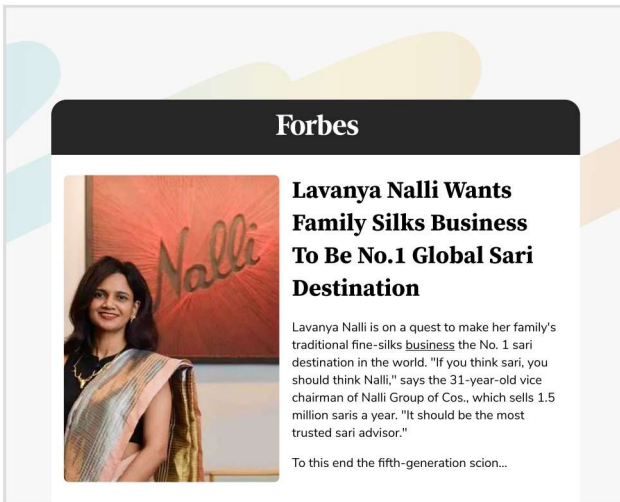 Forbes
Nalli
Lavanya Nalli Wants
Family Silks Business
To Be No.1 Global Sari
Destination
Lavanya Nalli is on a quest to make her family's
traditional fine-silks business the No. 1 sari
destination in the world. "If you think sari, you
should think Nalli," says the 31-year-old vice
chairman of Nalli Group of Cos., which sells 1.5
million saris a year. "It should be the most
trusted sari advisor."
To this end the fifth-generation scion...